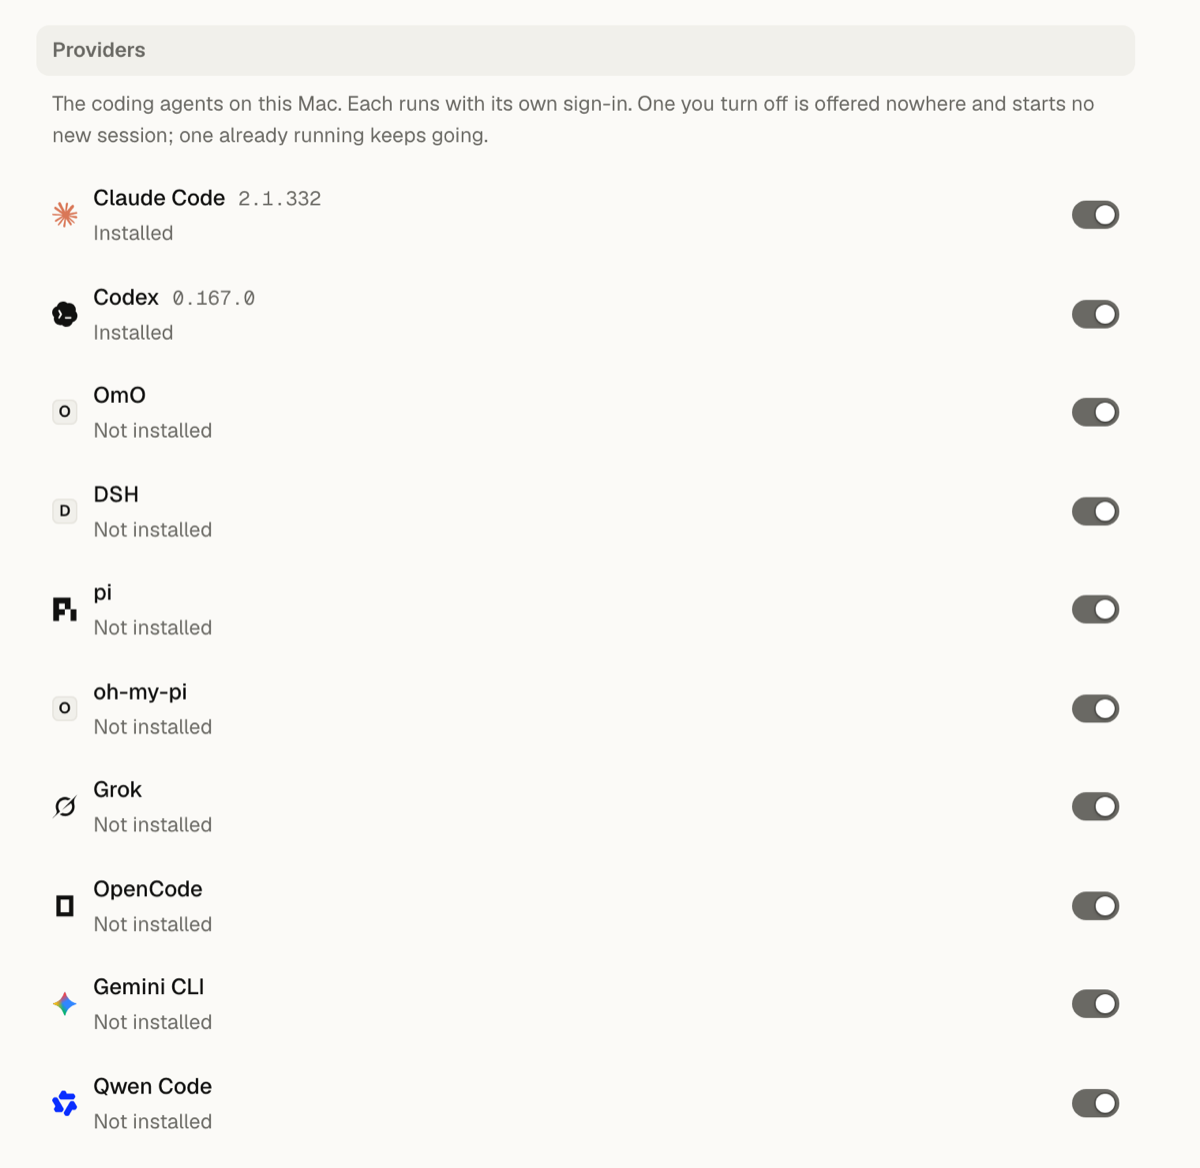 Providers
The coding agents on this Mac. Each runs with its own sign-in. One you turn off is offered nowhere and starts no
new session; one already running keeps going.
Claude Code 2.1.332
Installed
Codex 0.167.0
Installed
O
OmO
Not installed
D
DSH
Not installed
pi
Not installed
O
oh-my-pi
Not installed
Grok
Not installed
OpenCode
Not installed
Gemini CLI
Not installed
Qwen Code
Not installed